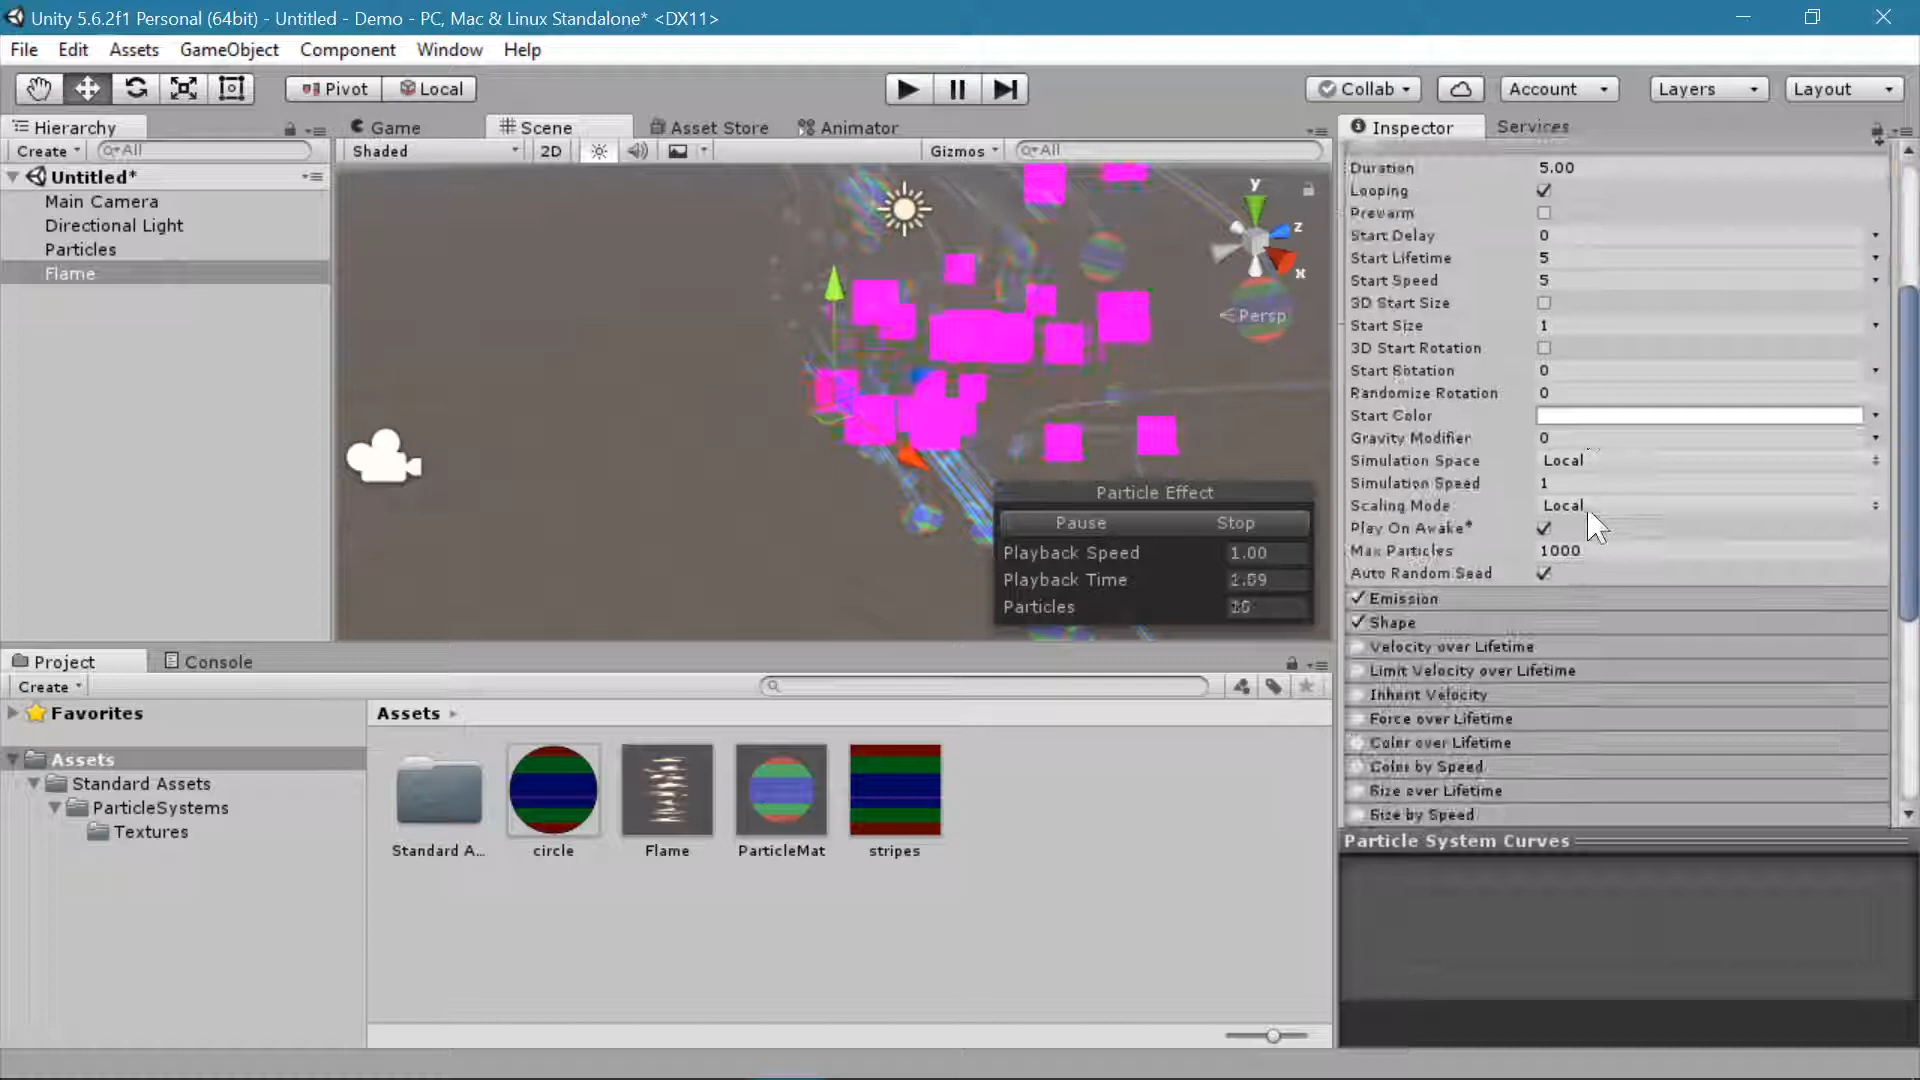 Unity 5.6.2f1 Personal (64bit) - Untitled - Demo - PC, Mac & Linux Standalone* <DX11>
File Edit Assets GameObject Component Window Help
Pivot Local Collab Account Layers Layout
Hierarchy
Create All
Untitled*
Main Camera
Directional Light
Particles
Flame
Game Scene Asset Store Animator
Shaded 2D Gizmos All
y
z
x
Persp
Particle Effect
Pause Stop
Playback Speed 1.00
Playback Time
Particles
Inspector Services
Duration 5.00
Looping
Prewarm
Start Delay 0
Start Lifetime 5
Start Speed 5
3D Start Size
Start Size 1
3D Start Rotation
Start Rotation 0
Randomize Rotation 0
Start Color
Gravity Modifier 0
Simulation Space Local
Simulation Speed 1
Scaling Mode Local
Play On Awake*
Max Particles 1000
Auto Random Seed
Emission
Shape
Velocity over Lifetime
Limit Velocity over Lifetime
Inherit Velocity
Force over Lifetime
Color over Lifetime
Color by Speed
Size over Lifetime
Size by Speed
Particle System Curves
Project Console
Create
Favorites
Assets
Standard Assets
ParticleSystems
Textures
Assets
Standard A... circle Flame ParticleMat stripes